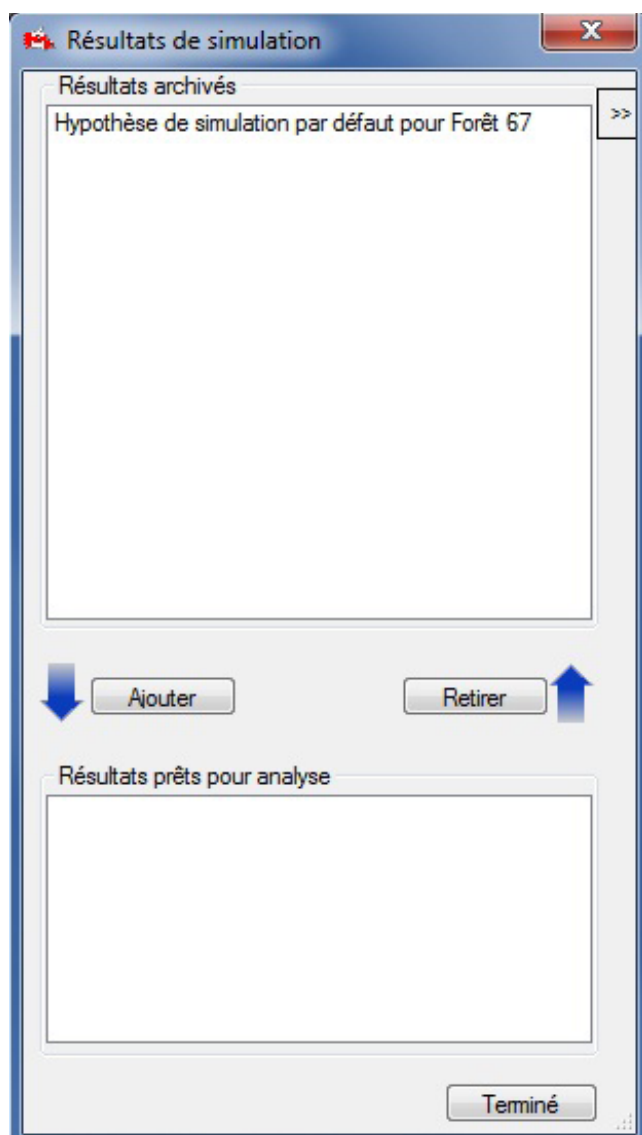 Résultats de simulation
Résultats archivés
>>
Hypothèse de simulation par défaut pour Forêt 67
Ajouter
Retirer
Résultats prêts pour analyse
Terminé